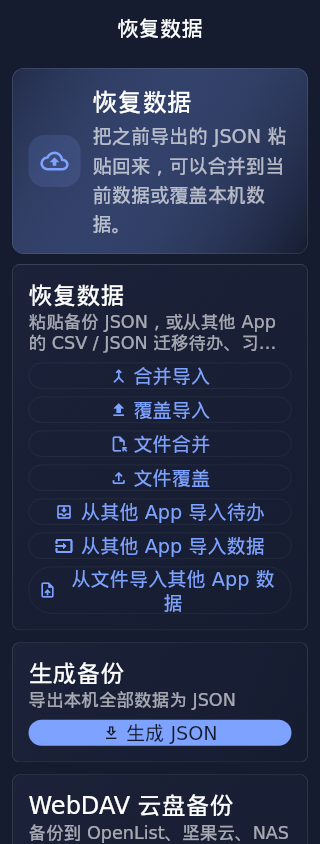 恢复数据
恢复数据
把之前导出的 JSON 粘
贴回来，可以合并到当
前数据或覆盖本机数
据。
恢复数据
粘贴备份 JSON，或从其他 App
的 CSV / JSON 迁移待办、习...
合并导入
覆盖导入
文件合并
文件覆盖
从其他 App 导入待办
从其他 App 导入数据
从文件导入其他 App 数
据
生成备份
导出本机全部数据为 JSON
生成 JSON
WebDAV 云盘备份
备份到 OpenList、坚果云、NAS